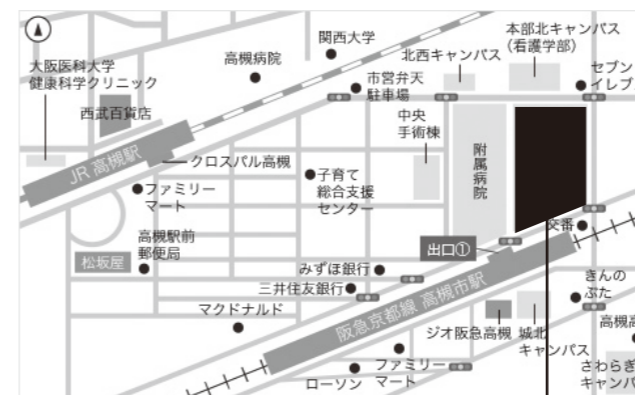 関西大学
本部北キャンパス
（看護学部）
北西キャンパス
大阪医科大学
健康科学クリニック
高槻病院
市営弁天
駐車場
セブン
イレブ
西武百貨店
中央
手術棟
附属病院
JR 高槻駅
クロスパル高槻
子育て
総合支援
センター
ファミリー
マート
高槻駅前
郵便局
松坂屋
出口①
交番
みずほ銀行
三井住友銀行
マクドナルド
阪急京都線 高槻市駅
きんの
ぶた
ジオ阪急高槻
城北
キャンパス
高槻高
ファミリー
マート
ローソン
さわらぎ
キャンパ